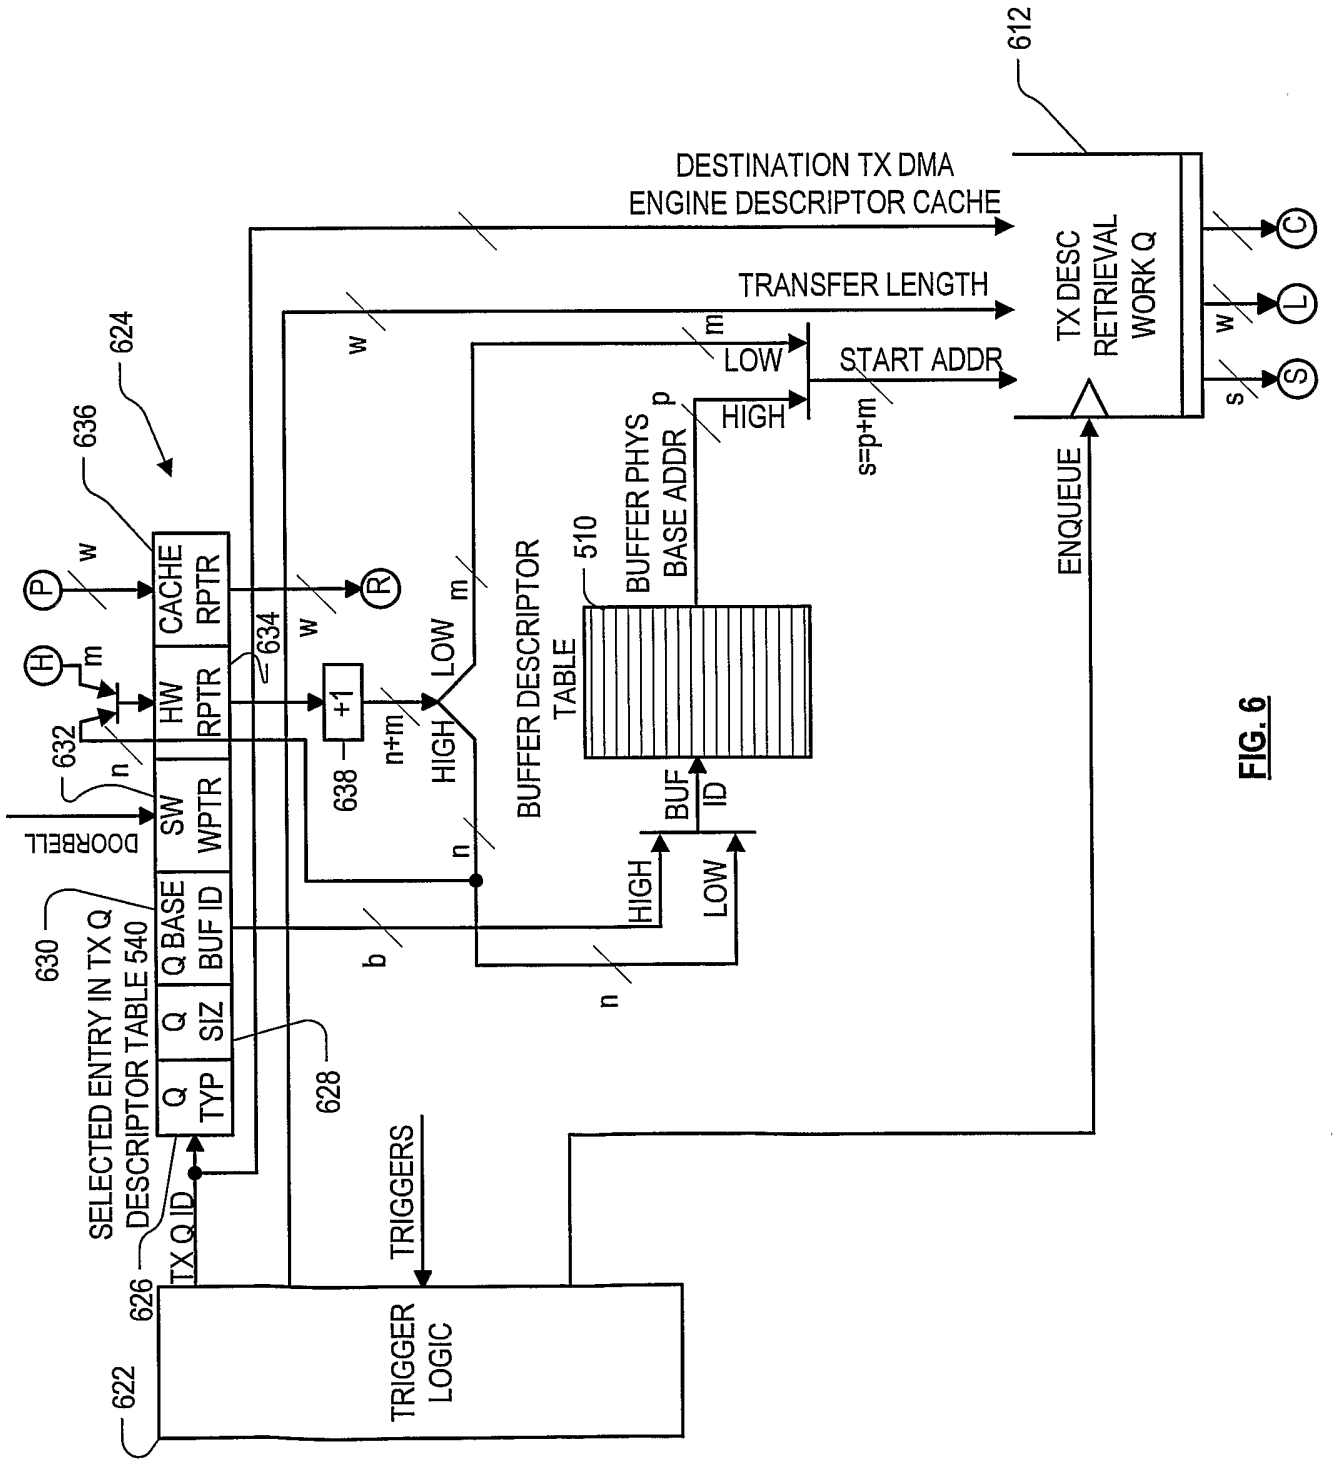 622
TRIGGER
LOGIC
TRIGGERS
TX Q ID
626
SELECTED ENTRY IN TX Q
DESCRIPTOR TABLE 540
Q
TYP
Q
SIZ
628
630
Q BASE
BUF ID
DOORBELL
632
SW
WPTR
n
H
m
HW
RPTR
634
P
w
CACHE
RPTR
636
624
w
R
+1
638
n+m
HIGH
LOW
n
m
b
n
HIGH
LOW
BUF
ID
BUFFER DESCRIPTOR
TABLE
510
BUFFER PHYS
BASE ADDR
p
HIGH
LOW
m
s=p+m
START ADDR
w
TRANSFER LENGTH
DESTINATION TX DMA
ENGINE DESCRIPTOR CACHE
ENQUEUE
612
TX DESC
RETRIEVAL
WORK Q
s
w
S
L
C
FIG. 6